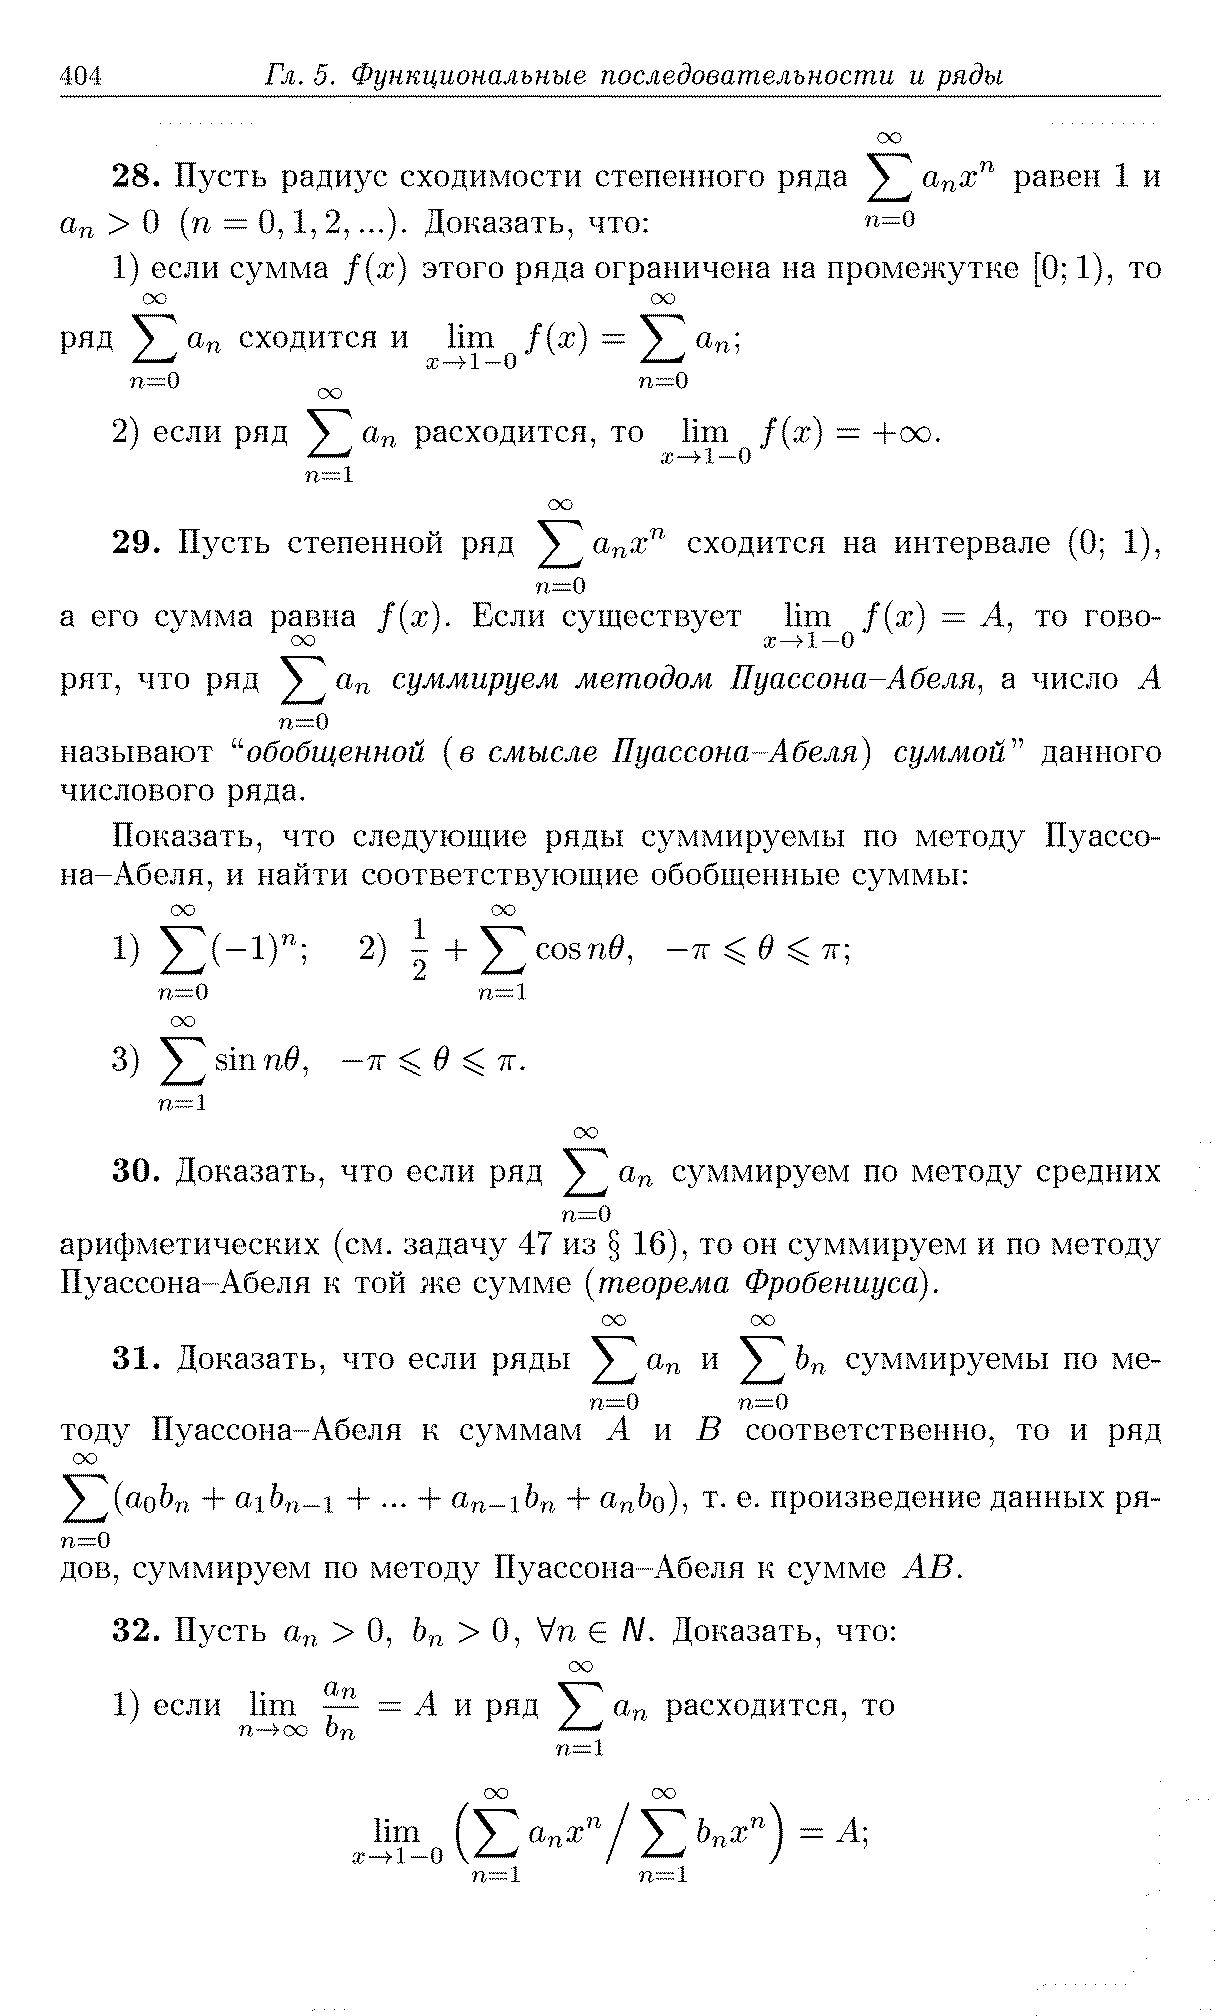 404 Гл. 5. Функциональные последовательности и ряды
28. Пусть радиус сходимости степенного ряда $\sum_{n=0}^{\infty} a_n x^n$ равен 1 и
$a_n > 0$ ($n = 0, 1, 2, ...$). Доказать, что:
1) если сумма $f(x)$ этого ряда ограничена на промежутке [0; 1), то
ряд $\sum_{n=0}^{\infty} a_n$ сходится и $\lim_{x \to 1-0} f(x) = \sum_{n=0}^{\infty} a_n$;
2) если ряд $\sum_{n=1}^{\infty} a_n$ расходится, то $\lim_{x \to 1-0} f(x) = +\infty$.
29. Пусть степенной ряд $\sum_{n=0}^{\infty} a_n x^n$ сходится на интервале (0; 1),
а его сумма равна $f(x)$. Если существует $\lim_{x \to 1-0} f(x) = A$, то гово-
рят, что ряд $\sum_{n=0}^{\infty} a_n$ суммируем методом Пуассона–Абеля, а число $A$
называют “обобщенной (в смысле Пуассона–Абеля) суммой” данного
числового ряда.
Показать, что следующие ряды суммируемы по методу Пуассо-
на–Абеля, и найти соответствующие обобщенные суммы:
1) $\sum_{n=0}^{\infty} (-1)^n$; 2) $\frac{1}{2} + \sum_{n=1}^{\infty} \cos n\theta$, $-\pi \leqslant \theta \leqslant \pi$;
3) $\sum_{n=1}^{\infty} \sin n\theta$, $-\pi \leqslant \theta \leqslant \pi$.
30. Доказать, что если ряд $\sum_{n=0}^{\infty} a_n$ суммируем по методу средних
арифметических (см. задачу 47 из § 16), то он суммируем и по методу
Пуассона–Абеля к той же сумме (теорема Фробениуса).
31. Доказать, что если ряды $\sum_{n=0}^{\infty} a_n$ и $\sum_{n=0}^{\infty} b_n$ суммируемы по ме-
тоду Пуассона–Абеля к суммам $A$ и $B$ соответственно, то и ряд
$\sum_{n=0}^{\infty} (a_0 b_n + a_1 b_{n-1} + ... + a_{n-1} b_n + a_n b_0)$, т. е. произведение данных ря-
дов, суммируем по методу Пуассона–Абеля к сумме $AB$.
32. Пусть $a_n > 0$, $b_n > 0$, $\forall n \in N$. Доказать, что:
1) если $\lim_{n \to \infty} \frac{a_n}{b_n} = A$ и ряд $\sum_{n=1}^{\infty} a_n$ расходится, то
$\lim_{x \to 1-0} \left( \sum_{n=1}^{\infty} a_n x^n / \sum_{n=1}^{\infty} b_n x^n \right) = A$;